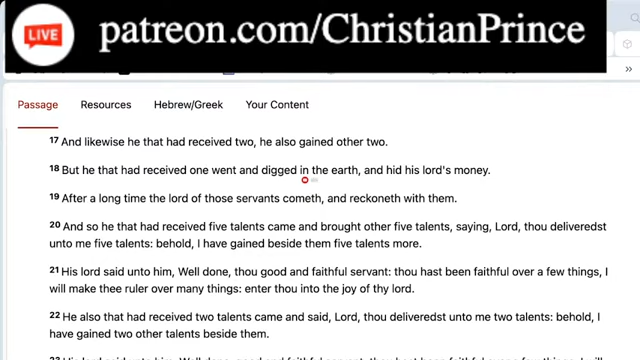 LIVE patreon.com/ChristianPrince
Passage Resources Hebrew/Greek Your Content
17 And likewise he that had received two, he also gained other two.
18 But he that had received one went and digged in the earth, and hid his lord's money.
19 After a long time the lord of those servants cometh, and reckoneth with them.
20 And so he that had received five talents came and brought other five talents, saying, Lord, thou deliveredst
unto me five talents: behold, I have gained beside them five talents more.
21 His lord said unto him, Well done, thou good and faithful servant: thou hast been faithful over a few things, I
will make thee ruler over many things: enter thou into the joy of thy lord.
22 He also that had received two talents came and said, Lord, thou deliveredst unto me two talents: behold, I
have gained two other talents beside them.